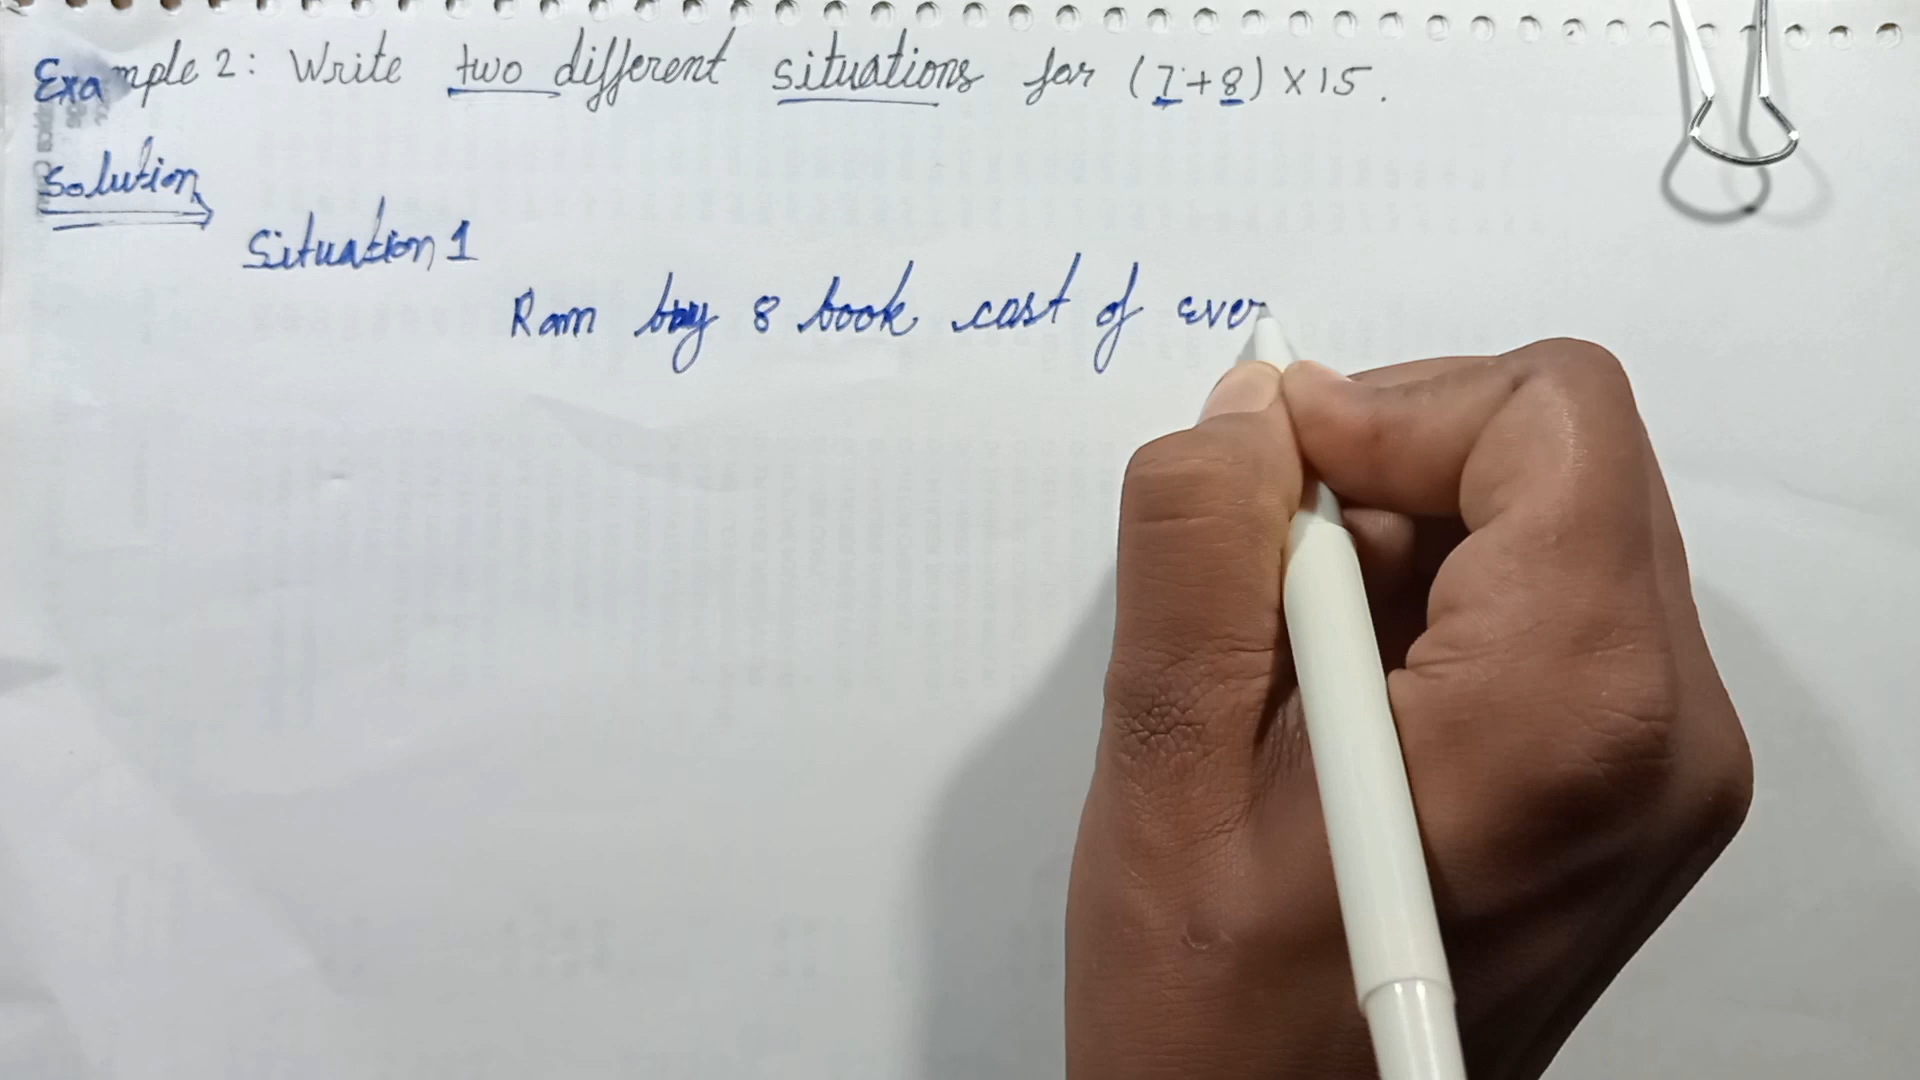 Example 2: Write two different situations for (7+8)×15.
Solution
Situation 1
Ram buy 8 book cost of ever